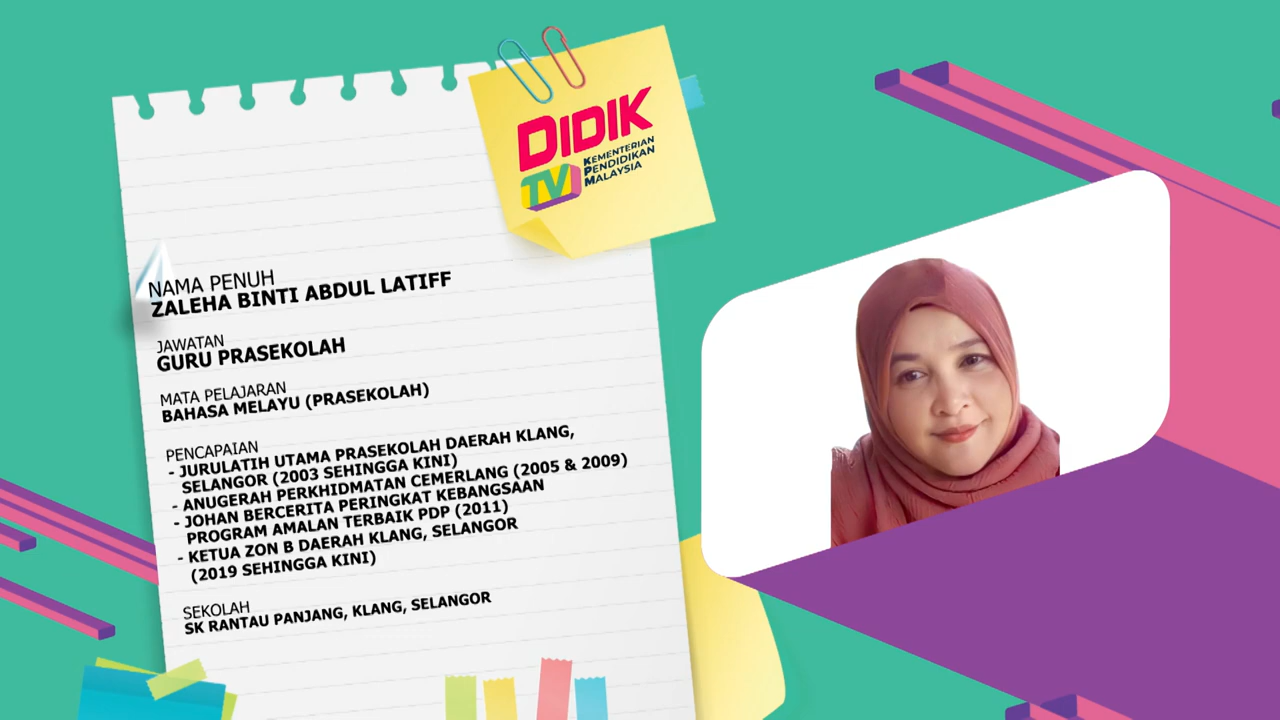 DIDIK
TV
KEMENTERIAN
PENDIDIKAN
MALAYSIA
NAMA PENUH
ZALEHA BINTI ABDUL LATIFF
JAWATAN
GURU PRASEKOLAH
MATA PELAJARAN
BAHASA MELAYU (PRASEKOLAH)
PENCAPAIAN
- JURULATIH UTAMA PRASEKOLAH DAERAH KLANG,
SELANGOR (2003 SEHINGGA KINI)
- ANUGERAH PERKHIDMATAN CEMERLANG (2005 & 2009)
- JOHAN BERCERITA PERINGKAT KEBANGSAAN
PROGRAM AMALAN TERBAIK PDP (2011)
- KETUA ZON B DAERAH KLANG, SELANGOR
(2019 SEHINGGA KINI)
SEKOLAH
SK RANTAU PANJANG, KLANG, SELANGOR